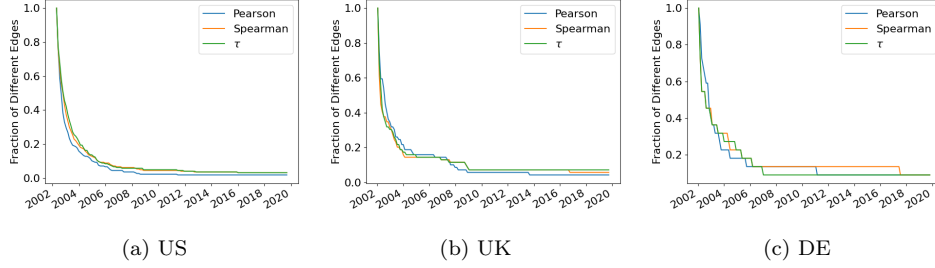 Fraction of Different Edges
1.0
0.8
0.6
0.4
0.2
0.0
2002 2004 2006 2008 2010 2012 2014 2016 2018 2020
Pearson
Spearman
τ
(a) US
Fraction of Different Edges
1.0
0.8
0.6
0.4
0.2
0.0
2002 2004 2006 2008 2010 2012 2014 2016 2018 2020
Pearson
Spearman
τ
(b) UK
Fraction of Different Edges
1.0
0.8
0.6
0.4
0.2
2002 2004 2006 2008 2010 2012 2014 2016 2018 2020
Pearson
Spearman
τ
(c) DE